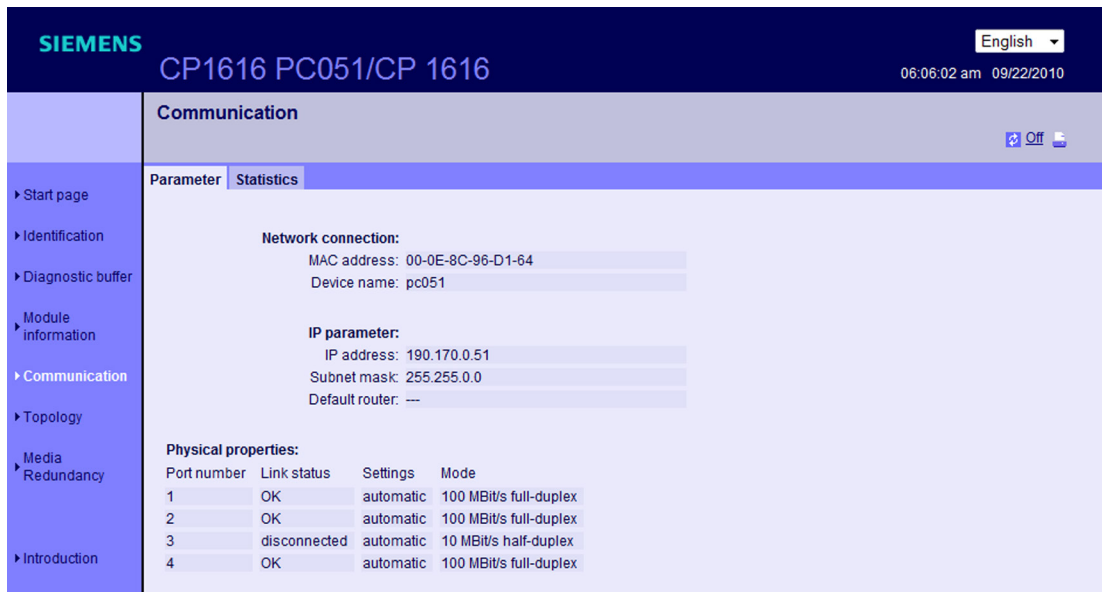 SIEMENS
English
CP1616 PC051/CP 1616
06:06:02 am 09/22/2010
Communication
Off
Parameter Statistics
Start page
Identification
Diagnostic buffer
Module
information
Communication
Topology
Media
Redundancy
Introduction
Network connection:
MAC address: 00-0E-8C-96-D1-64
Device name: pc051
IP parameter:
IP address: 190.170.0.51
Subnet mask: 255.255.0.0
Default router: ---
Physical properties:
Port number Link status Settings Mode
1 OK automatic 100 MBit/s full-duplex
2 OK automatic 100 MBit/s full-duplex
3 disconnected automatic 10 MBit/s half-duplex
4 OK automatic 100 MBit/s full-duplex